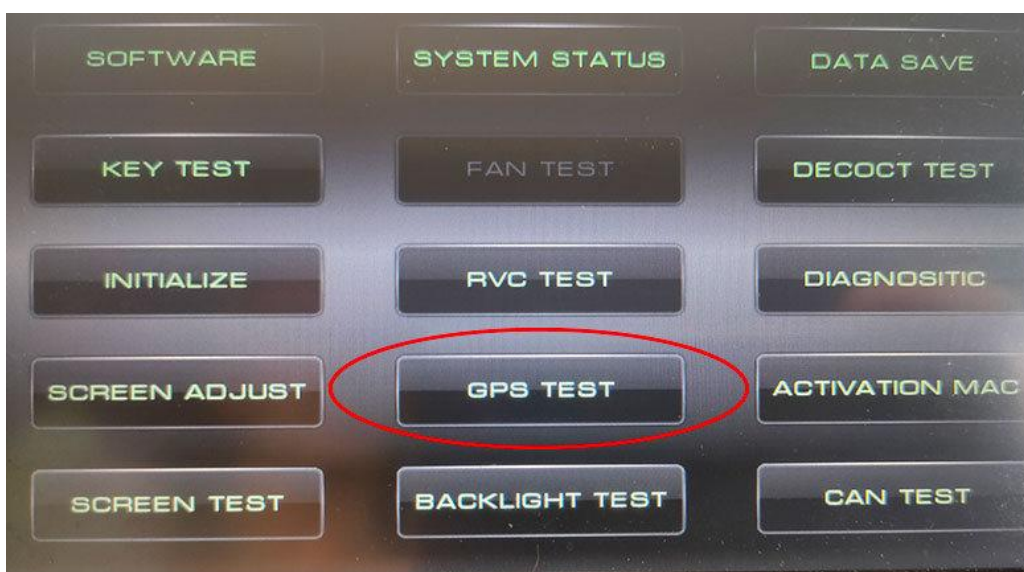 SOFTWARE SYSTEM STATUS DATA SAVE
KEY TEST FAN TEST DECOCT TEST
INITIALIZE RVC TEST DIAGNOSITIC
SCREEN ADJUST GPS TEST ACTIVATION MAC
SCREEN TEST BACKLIGHT TEST CAN TEST